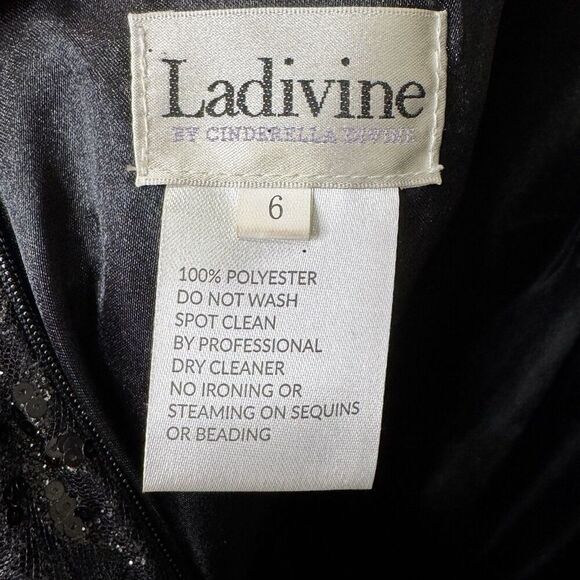 Ladivine
BY CINDERELLA DIVINE
6
100% POLYESTER
DO NOT WASH
SPOT CLEAN
BY PROFESSIONAL
DRY CLEANER
NO IRONING OR
STEAMING ON SEQUINS
OR BEADING